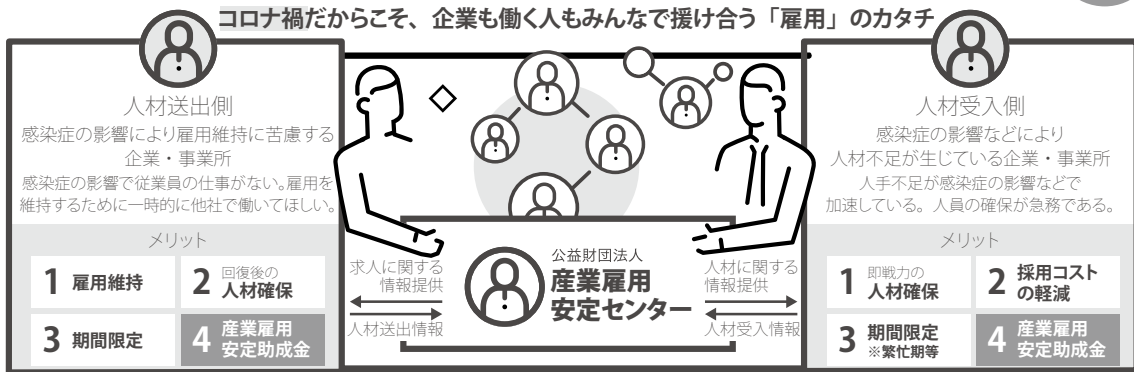 コロナ禍だからこそ、企業も働く人もみんなで援け合う「雇用」のカタチ
人材送出側
感染症の影響により雇用維持に苦慮する
企業・事業所
感染症の影響で従業員の仕事がない。雇用を
維持するために一時的に他社で働いてほしい。
メリット
1 雇用維持
2 回復後の
人材確保
3 期間限定
4 産業雇用
安定助成金
求人に関する
情報提供
人材送出情報
公益財団法人
産業雇用
安定センター
人材に関する
情報提供
人材受入情報
人材受入側
感染症の影響などにより
人材不足が生じている企業・事業所
人手不足が感染症の影響などで
加速している。人員の確保が急務である。
メリット
1 即戦力の
人材確保
2 採用コスト
の軽減
3 期間限定
※繁忙期等
4 産業雇用
安定助成金